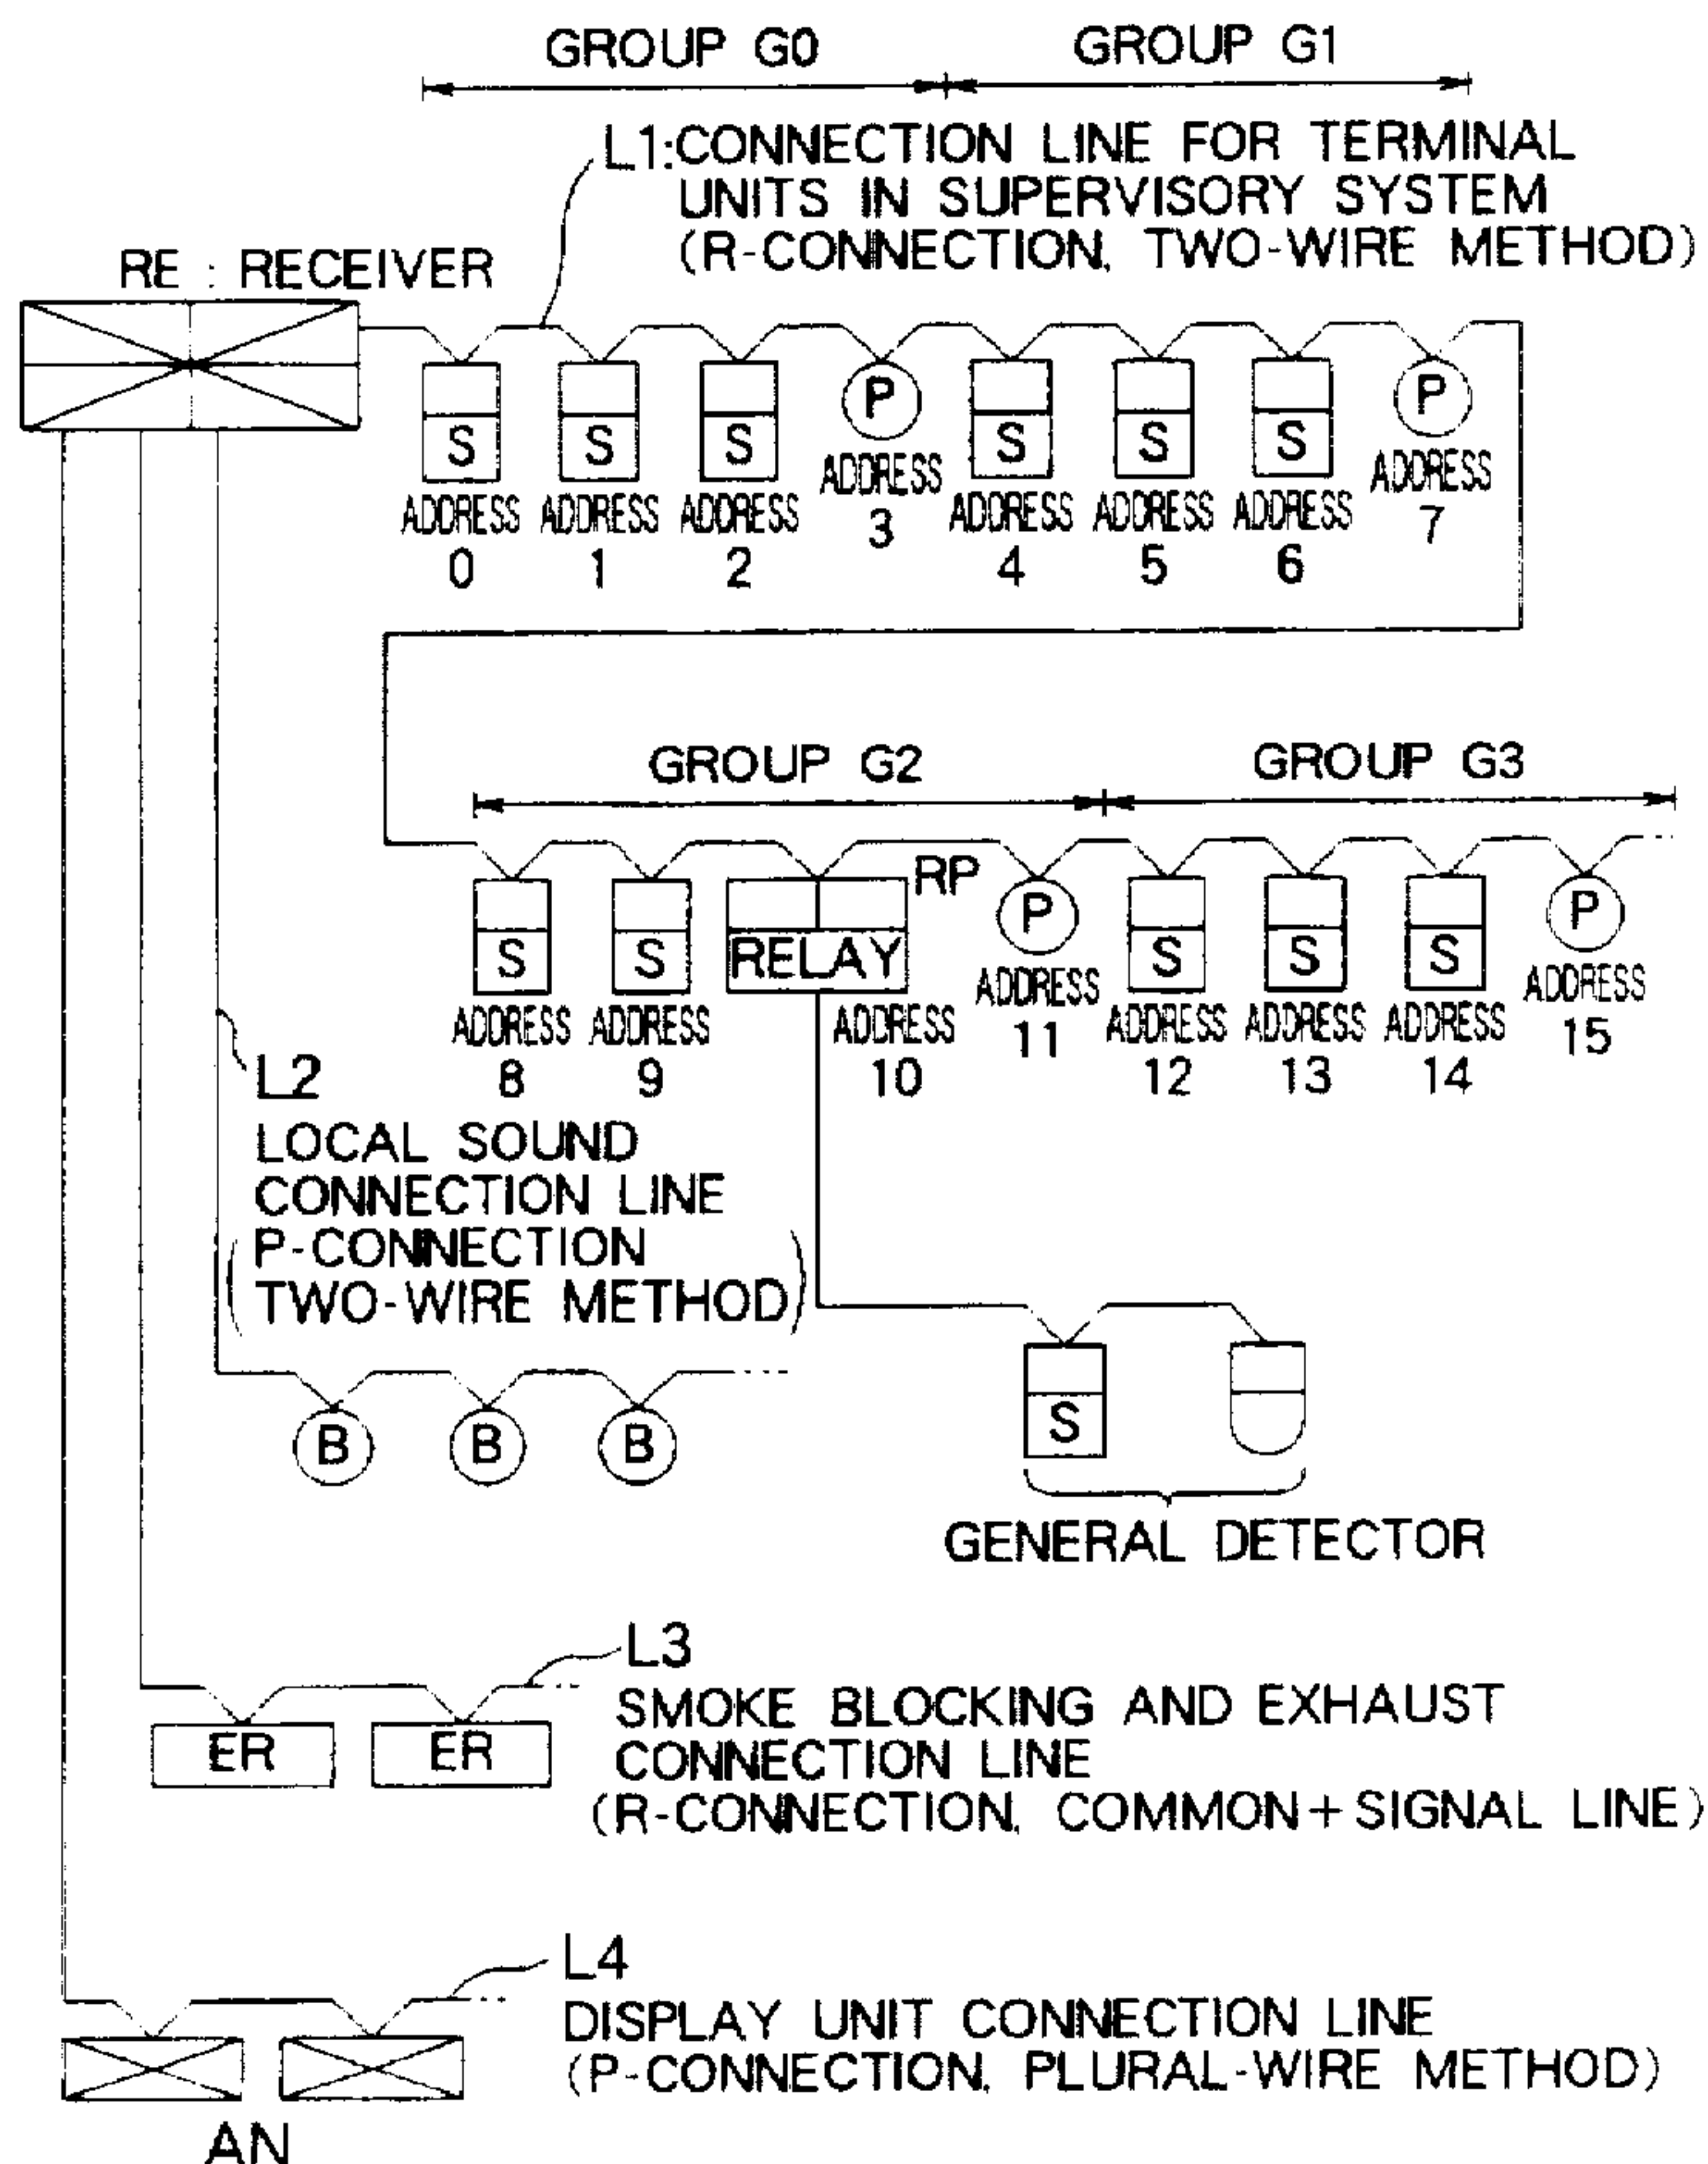 GROUP G0 GROUP G1
L1:CONNECTION LINE FOR TERMINAL
UNITS IN SUPERVISORY SYSTEM
(R-CONNECTION, TWO-WIRE METHOD)
RE : RECEIVER
S S S P S S S P
ADDRESS ADDRESS ADDRESS ADDRESS ADDRESS ADDRESS ADDRESS ADDRESS
0 1 2 3 4 5 6 7
GROUP G2 GROUP G3
RP
S S RELAY P S S S P
ADDRESS ADDRESS ADDRESS ADDRESS ADDRESS ADDRESS ADDRESS ADDRESS
8 9 10 11 12 13 14 15
L2
LOCAL SOUND
CONNECTION LINE
(P-CONNECTION
TWO-WIRE METHOD)
B B B
S
GENERAL DETECTOR
L3
SMOKE BLOCKING AND EXHAUST
CONNECTION LINE
(R-CONNECTION, COMMON+SIGNAL LINE)
ER ER
L4
DISPLAY UNIT CONNECTION LINE
(P-CONNECTION, PLURAL-WIRE METHOD)
AN